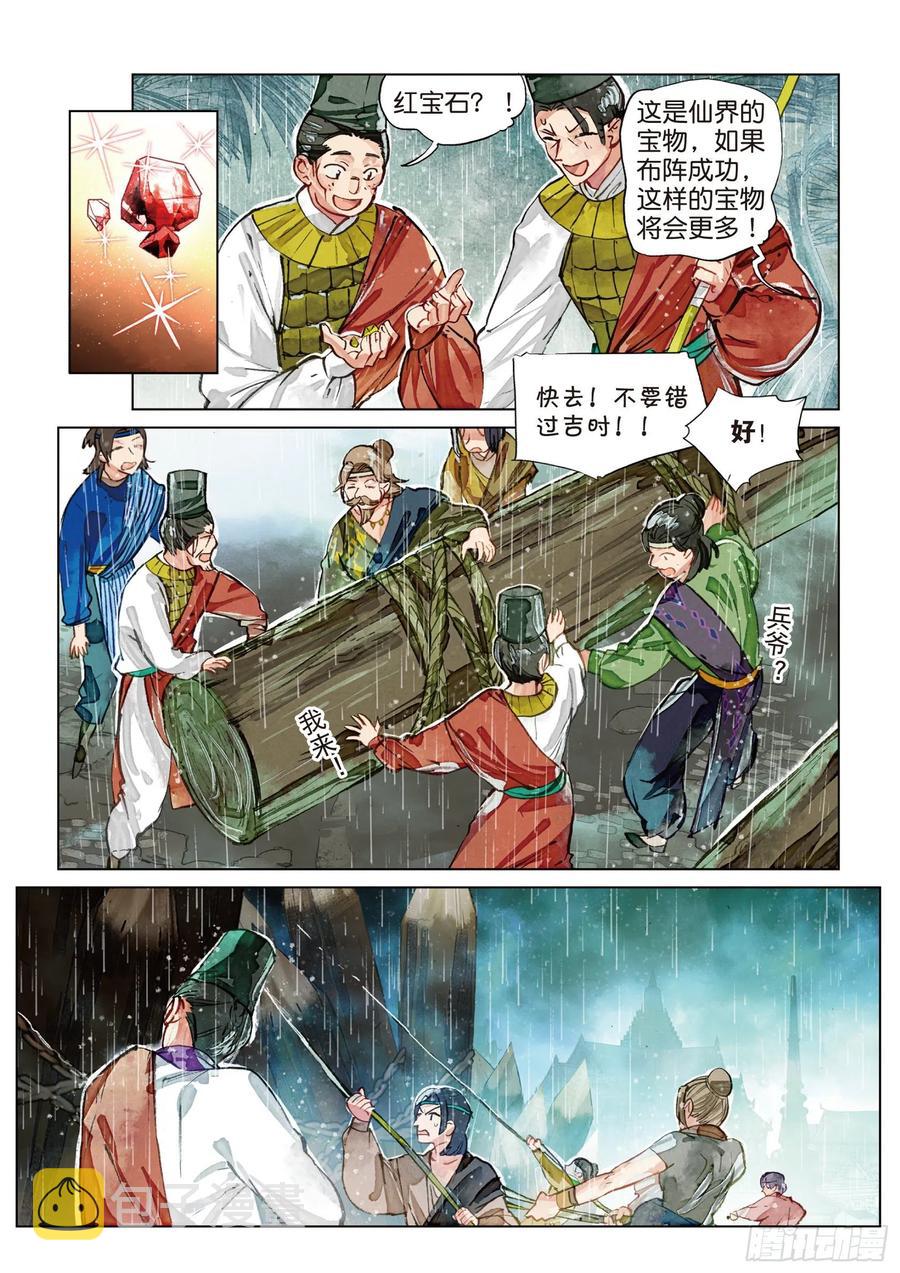 红宝石？！
这是仙界的
宝物，如果
布阵成功，
这样的宝物
将会更多！
快去！不要错
过吉时！！
好！
兵爷？
我来！
包子漫畫
腾讯动漫